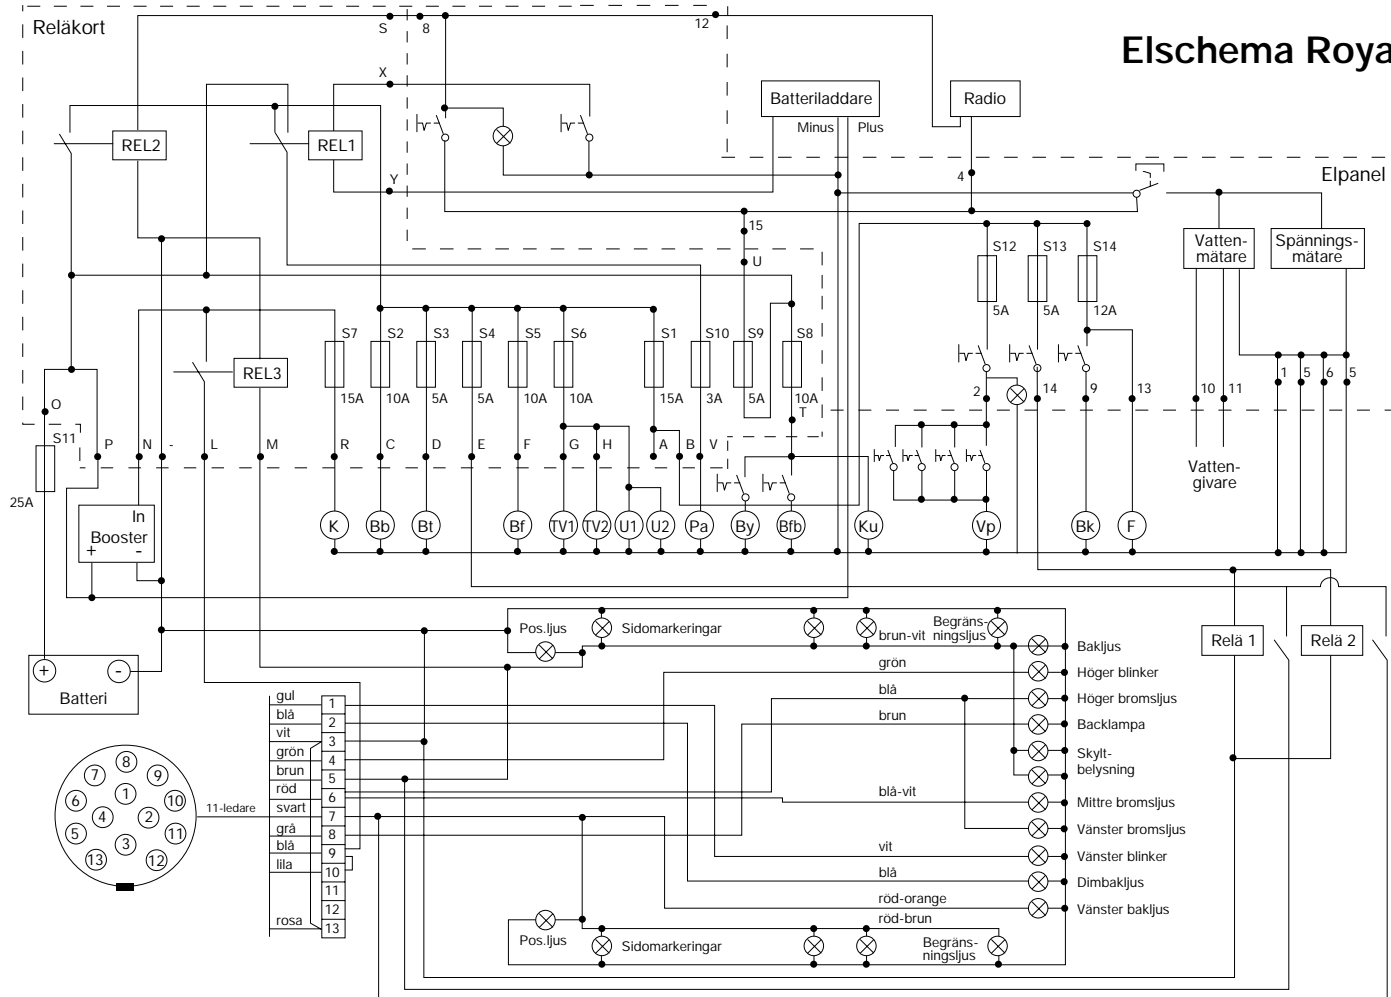 Reläkort
S
8
12
Elschema Roya
X
Batteriladdare
Minus
Plus
Radio
REL2
REL1
Y
4
Elpanel
15
U
S12
S13
S14
5A
5A
12A
Vatten-
mätare
Spännings-
mätare
S7
S2
S3
S4
S5
S6
S1
S10
S9
S8
REL3
15A
10A
5A
5A
10A
10A
15A
3A
5A
10A
T
2
14
9
13
10
11
1
5
6
5
O
S11
25A
P
N
-
L
M
R
C
D
E
F
G
H
A
B
V
Vatten-
givare
In
Booster
+
-
K
Bb
Bt
Bf
TV1
TV2
U1
U2
Pa
By
Bfb
Ku
Vp
Bk
F
+
-
Batteri
Pos.ljus
Sidomarkeringar
brun-vit
Begräns-
ningsljus
Relä 1
Relä 2
Bakljus
grön
Höger blinker
blå
Höger bromsljus
brun
Backlampa
Skylt-
belysning
blå-vit
Mittre bromsljus
Vänster bromsljus
vit
Vänster blinker
blå
Dimbakljus
röd-orange
Vänster bakljus
röd-brun
Pos.ljus
Sidomarkeringar
Begräns-
ningsljus
gul
1
blå
2
vit
3
grön
4
brun
5
röd
6
svart
7
grå
8
blå
9
lila
10
11
12
rosa
13
11-ledare
8
7
9
6
1
10
4
2
5
3
11
13
12